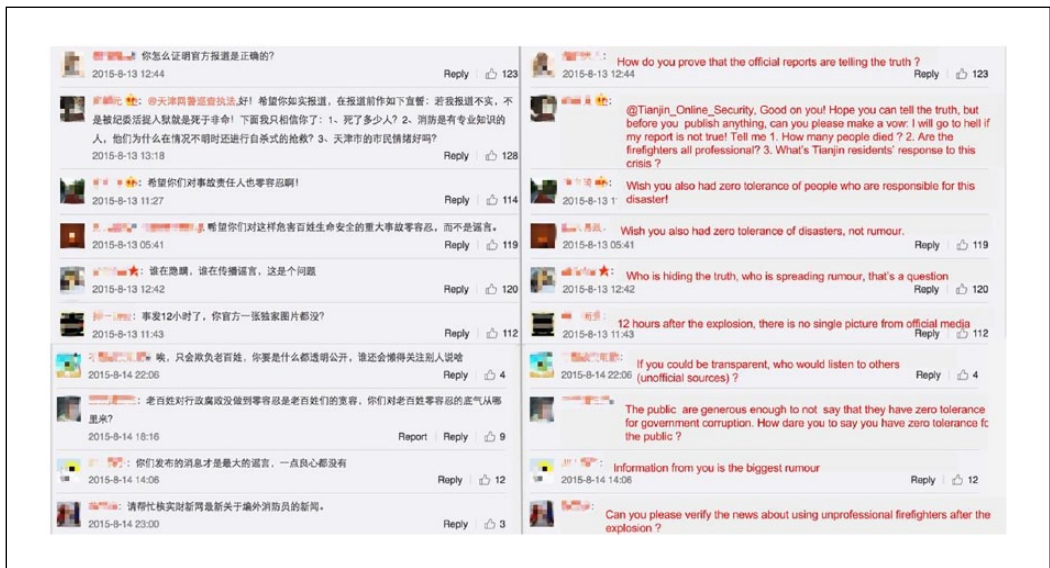 你怎么证明官方报道是正确的?
2015-8-13 12:44 Reply 123
: @天津网警巡查执法,好! 希望你如实报道, 在报道前作如下宣誓: 若我报道不实, 不
是被纪委活捉人狱就是死于非命! 下面我只相信你了: 1、死了多少人? 2、消防是有专业知识的
人, 他们为什么在情况不明时还进行自杀式的抢救? 3、天津市的市民情绪好吗?
2015-8-13 13:18 Reply 128
: 希望你们对事故责任人也零容忍啊!
2015-8-13 11:27 Reply 114
希望你们对这样危害百姓生命安全的重大事故零容忍, 而不是谣言。
2015-8-13 05:41 Reply 119
: 谁在隐瞒, 谁在传播谣言, 这是个问题
2015-8-13 12:42 Reply 120
: 事发12小时了, 你官方一张独家图片都没?
2015-8-13 11:43 Reply 112
唉, 只会欺负老百姓, 你要是什么都透明公开, 谁还会懒得关注别人说啥
2015-8-14 22:06 Reply 4
: 老百姓对行政腐败没做到零容忍是老百姓们的宽容, 你们对老百姓零容忍的底气从哪
里来?
2015-8-14 18:16 Report Reply 9
: 你们发布的消息才是最大的谣言, 一点良心都没有
2015-8-14 14:06 Reply 12
: 请帮忙核实财新网最新关于编外消防员的新闻。
2015-8-14 23:00 Reply 3
How do you prove that the official reports are telling the truth ?
2015-8-13 12:44 Reply 123
@Tianjin_Online_Security, Good on you! Hope you can tell the truth, but
before you publish anything, can you please make a vow: I will go to hell if
my report is not true! Tell me 1. How many people died ? 2. Are the
firefighters all professional? 3. What's Tianjin residents' response to this
crisis ?
Wish you also had zero tolerance of people who are responsible for this
2015-8-1 disaster!
Wish you also had zero tolerance of disasters, not rumour.
2015-8-13 05:41 Reply 119
Who is hiding the truth, who is spreading rumour, that's a question
2015-8-13 12:42 Reply 120
12 hours after the explosion, there is no single picture from official media
2015-8-13 11:43 Reply 112
If you could be transparent, who would listen to others
2015-8-14 22:06 (unofficial sources) ? Reply 4
The public are generous enough to not say that they have zero tolerance
for government corruption. How dare you to say you have zero tolerance fo
the public ?
Information from you is the biggest rumour
2015-8-14 14:06 Reply 12
Can you please verify the news about using unprofessional firefighters after the
explosion ?